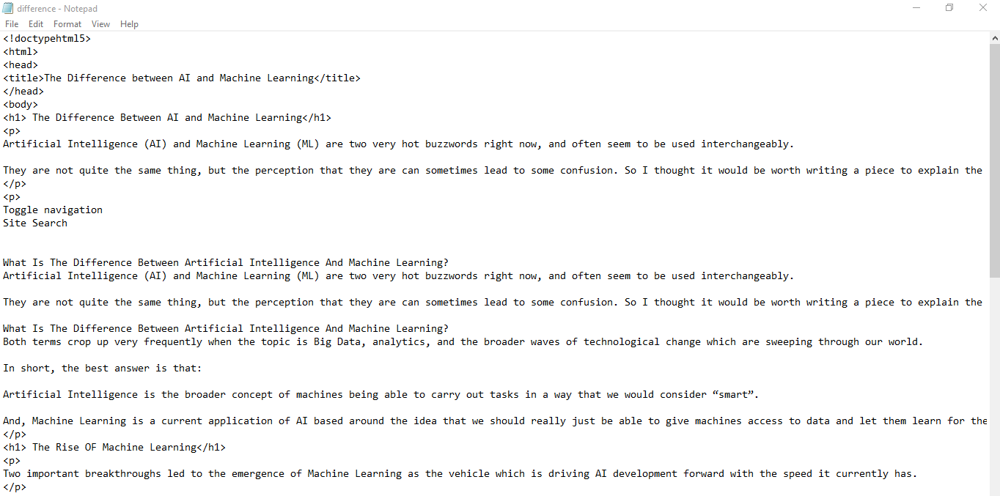 difference - Notepad
File Edit Format View Help
<!doctypehtml5>
<html>
<head>
<title>The Difference between AI and Machine Learning</title>
</head>
<body>
<h1> The Difference Between AI and Machine Learning</h1>
<p>
Artificial Intelligence (AI) and Machine Learning (ML) are two very hot buzzwords right now, and often seem to be used interchangeably.
They are not quite the same thing, but the perception that they are can sometimes lead to some confusion. So I thought it would be worth writing a piece to explain the
</p>
<p>
Toggle navigation
Site Search
What Is The Difference Between Artificial Intelligence And Machine Learning?
Artificial Intelligence (AI) and Machine Learning (ML) are two very hot buzzwords right now, and often seem to be used interchangeably.
They are not quite the same thing, but the perception that they are can sometimes lead to some confusion. So I thought it would be worth writing a piece to explain the
What Is The Difference Between Artificial Intelligence And Machine Learning?
Both terms crop up very frequently when the topic is Big Data, analytics, and the broader waves of technological change which are sweeping through our world.
In short, the best answer is that:
Artificial Intelligence is the broader concept of machines being able to carry out tasks in a way that we would consider “smart”.
And, Machine Learning is a current application of AI based around the idea that we should really just be able to give machines access to data and let them learn for the
</p>
<h1> The Rise OF Machine Learning</h1>
<p>
Two important breakthroughs led to the emergence of Machine Learning as the vehicle which is driving AI development forward with the speed it currently has.
</p>